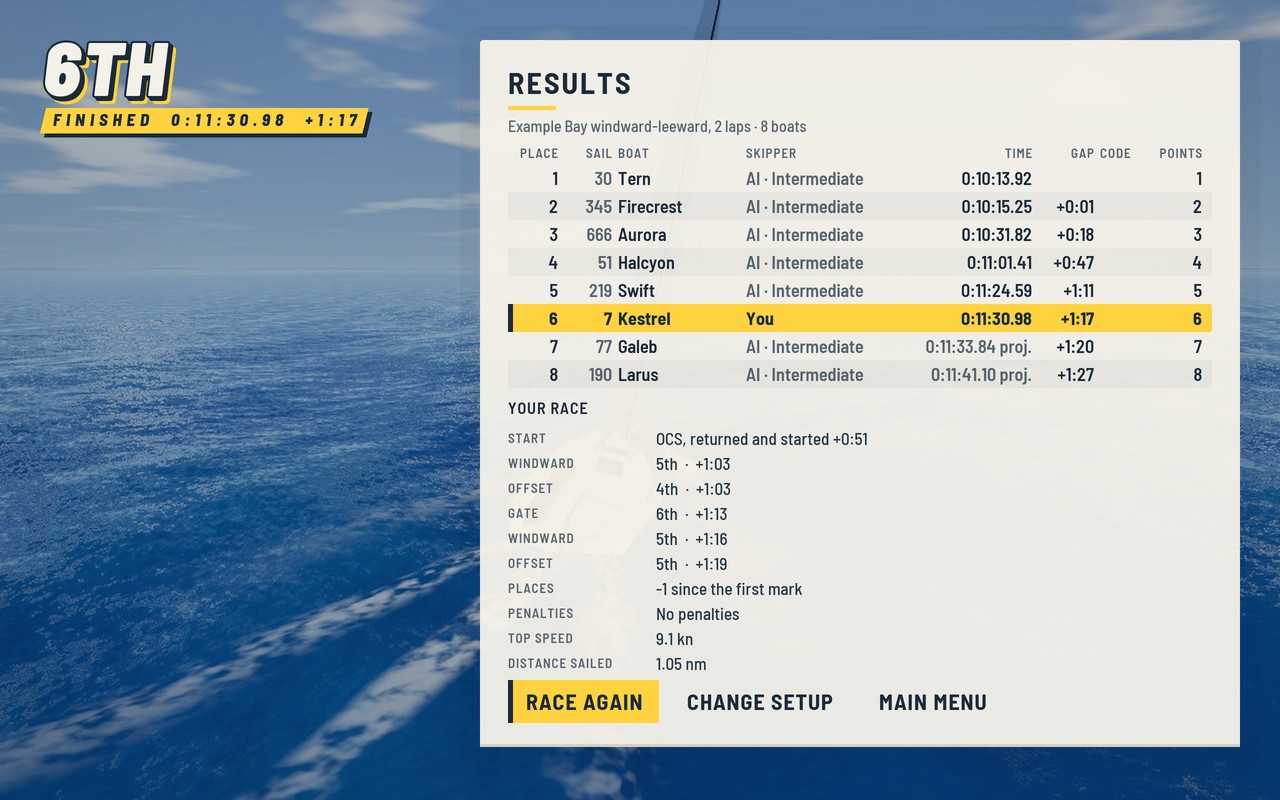 6TH
FINISHED 0:11:30.98 +1:17
RESULTS
Example Bay windward-leeward, 2 laps · 8 boats
PLACE SAIL BOAT SKIPPER TIME GAP CODE POINTS
1 30 Tern AI · Intermediate 0:10:13.92 1
2 345 Firecrest AI · Intermediate 0:10:15.25 +0:01 2
3 666 Aurora AI · Intermediate 0:10:31.82 +0:18 3
4 51 Halcyon AI · Intermediate 0:11:01.41 +0:47 4
5 219 Swift AI · Intermediate 0:11:24.59 +1:11 5
6 7 Kestrel You 0:11:30.98 +1:17 6
7 77 Galeb AI · Intermediate 0:11:33.84 proj. +1:20 7
8 190 Larus AI · Intermediate 0:11:41.10 proj. +1:27 8
YOUR RACE
START OCS, returned and started +0:51
WINDWARD 5th · +1:03
OFFSET 4th · +1:03
GATE 6th · +1:13
WINDWARD 5th · +1:16
OFFSET 5th · +1:19
PLACES -1 since the first mark
PENALTIES No penalties
TOP SPEED 9.1 kn
DISTANCE SAILED 1.05 nm
RACE AGAIN CHANGE SETUP MAIN MENU